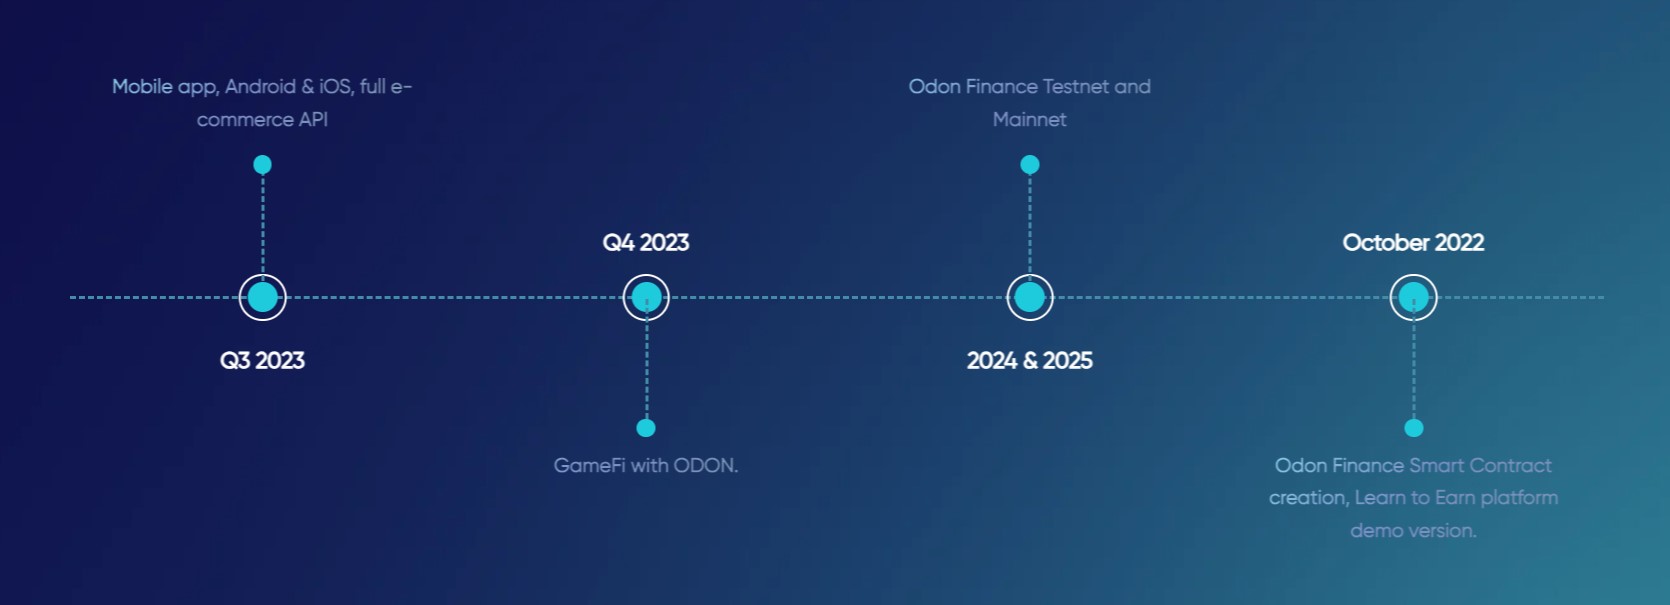 Mobile app, Android & iOS, full e-
commerce API
Q3 2023
Q4 2023
GameFi with ODON.
Odon Finance Testnet and
Mainnet
2024 & 2025
October 2022
Odon Finance Smart Contract
creation, Learn to Earn platform
demo version.